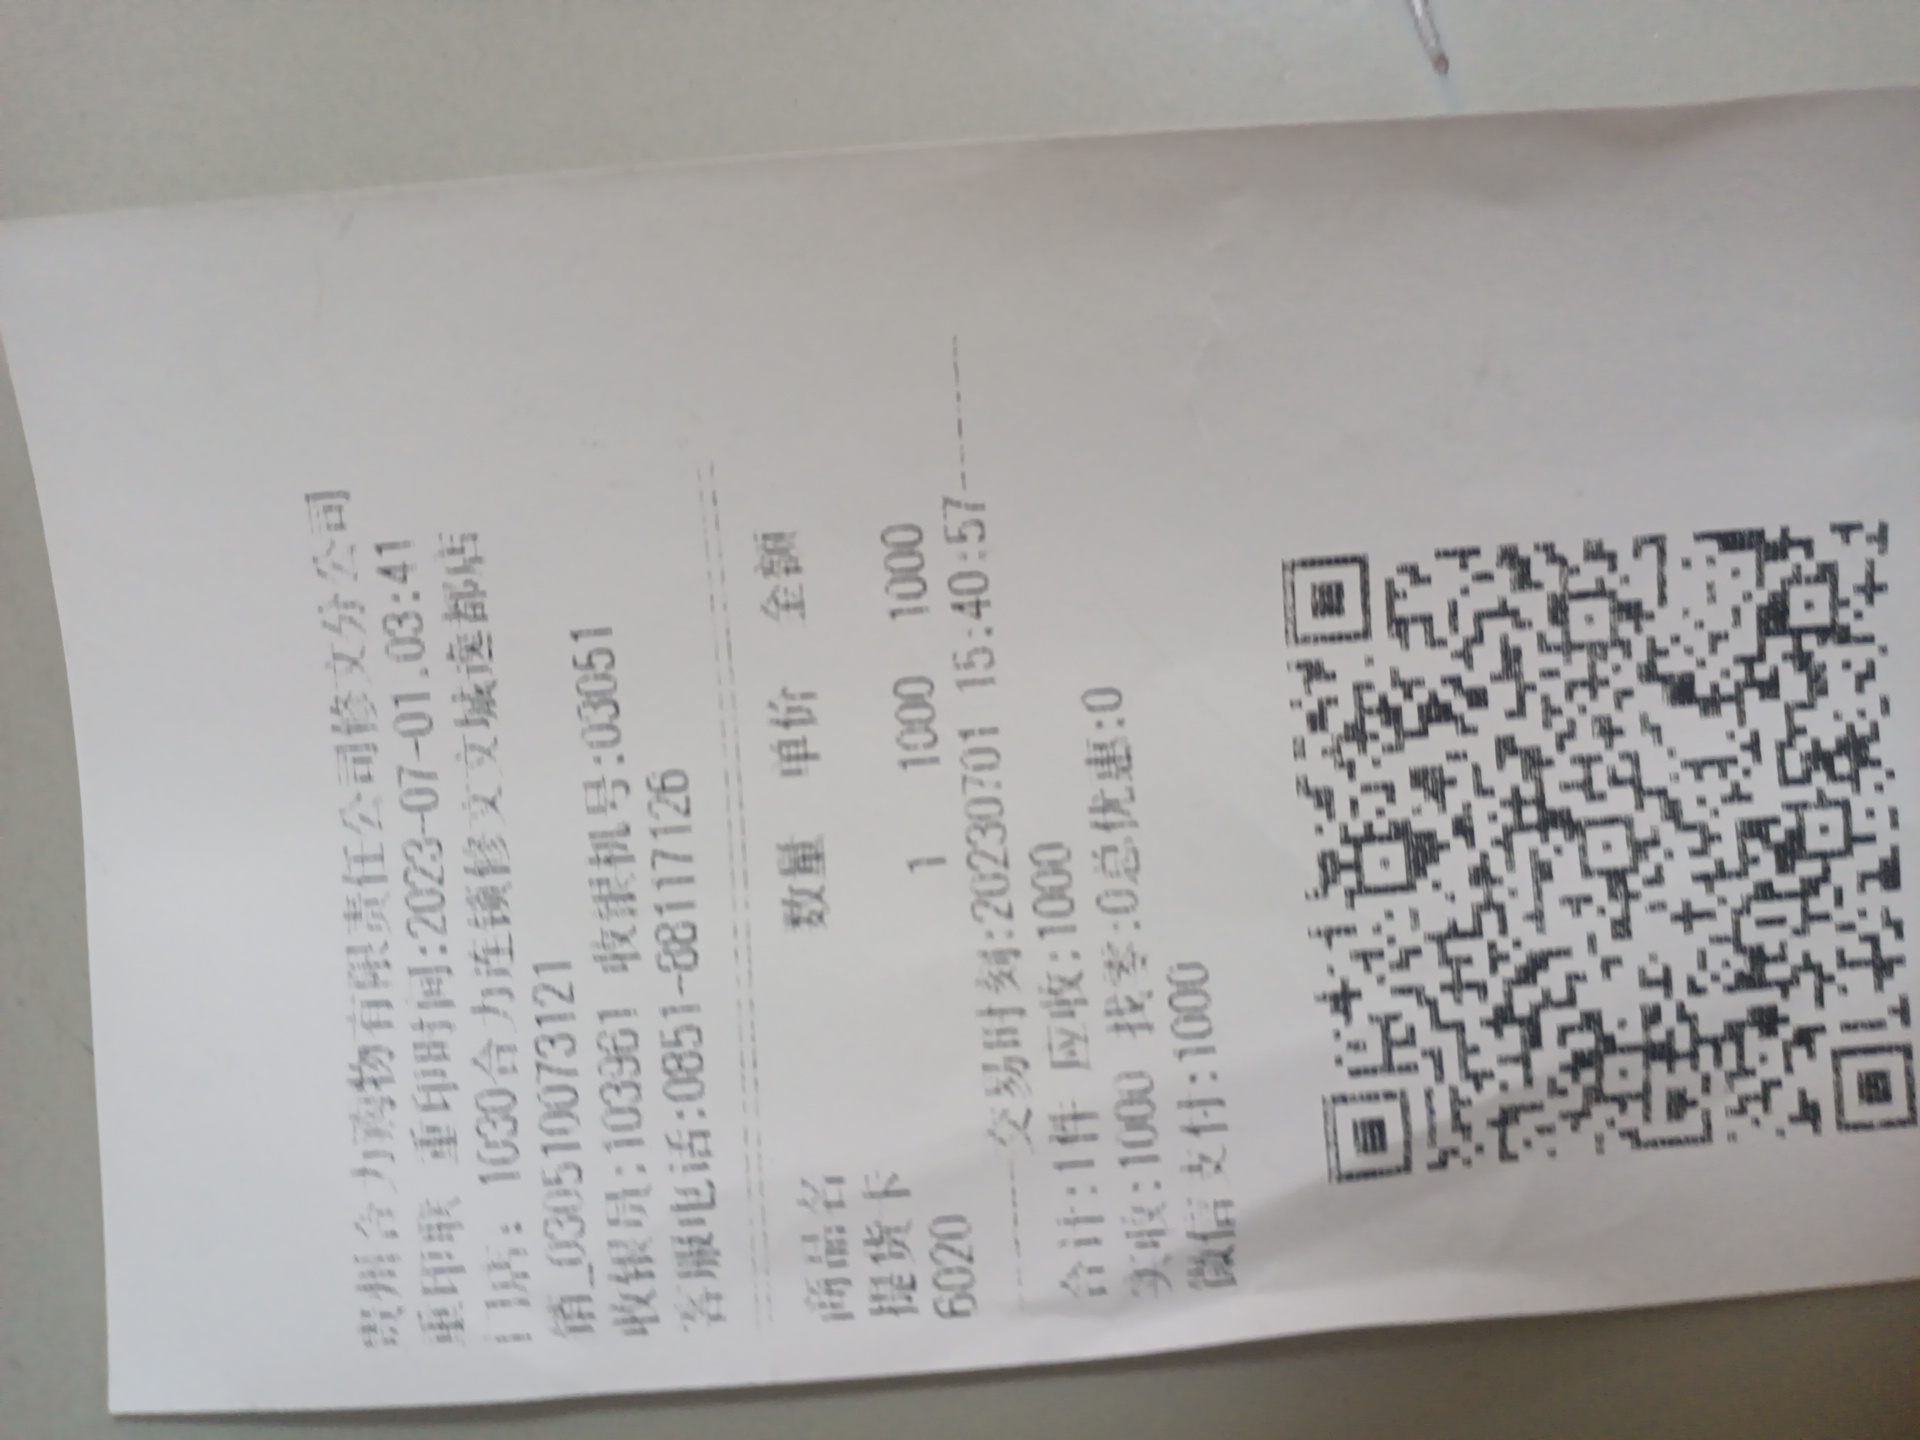 贵州合力购物有限责任公司修文分公司
重印联 重印时间:2023-07-01.03:41
门店: 1030合力连锁修文文城逸都店
销_03051073121
收银员:103961 收银机号:03051
客服电话:0851-88117126
商品名 数量 单价 金额
提货卡
6020 1 1000 1000
交易时刻:20230701 15:40:57
合计:1件 应收:1000
实收:1000 找零:0总优惠:0
微信支付:1000